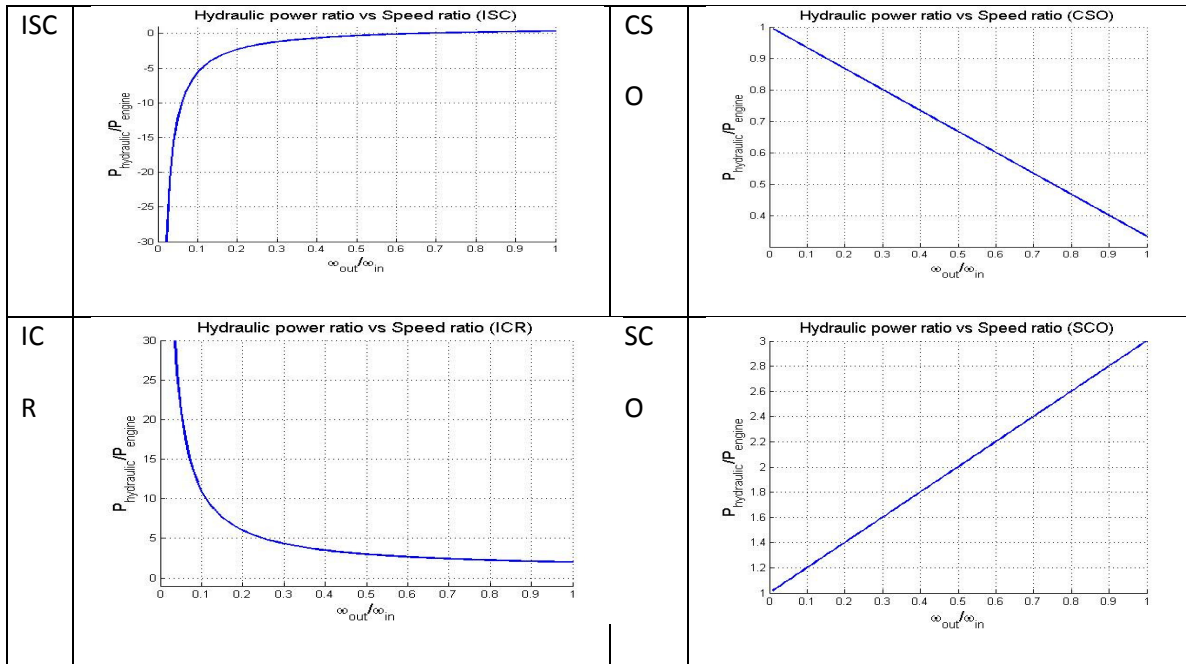 ISC
Hydraulic power ratio vs Speed ratio (ISC)
0
-5
-10
-15
-20
-25
-30
P_hydraulic/P_engine
0 0.1 0.2 0.3 0.4 0.5 0.6 0.7 0.8 0.9 1
ω_out/ω_in
CS
O
Hydraulic power ratio vs Speed ratio (CSO)
1
0.9
0.8
0.7
0.6
0.5
0.4
P_hydraulic/P_engine
0 0.1 0.2 0.3 0.4 0.5 0.6 0.7 0.8 0.9 1
ω_out/ω_in
IC
R
Hydraulic power ratio vs Speed ratio (ICR)
30
25
20
15
10
5
0
P_hydraulic/P_engine
0 0.1 0.2 0.3 0.4 0.5 0.6 0.7 0.8 0.9 1
ω_out/ω_in
SC
O
Hydraulic power ratio vs Speed ratio (SCO)
3
2.8
2.6
2.4
2.2
2
1.8
1.6
1.4
1.2
1
P_hydraulic/P_engine
0 0.1 0.2 0.3 0.4 0.5 0.6 0.7 0.8 0.9 1
ω_out/ω_in